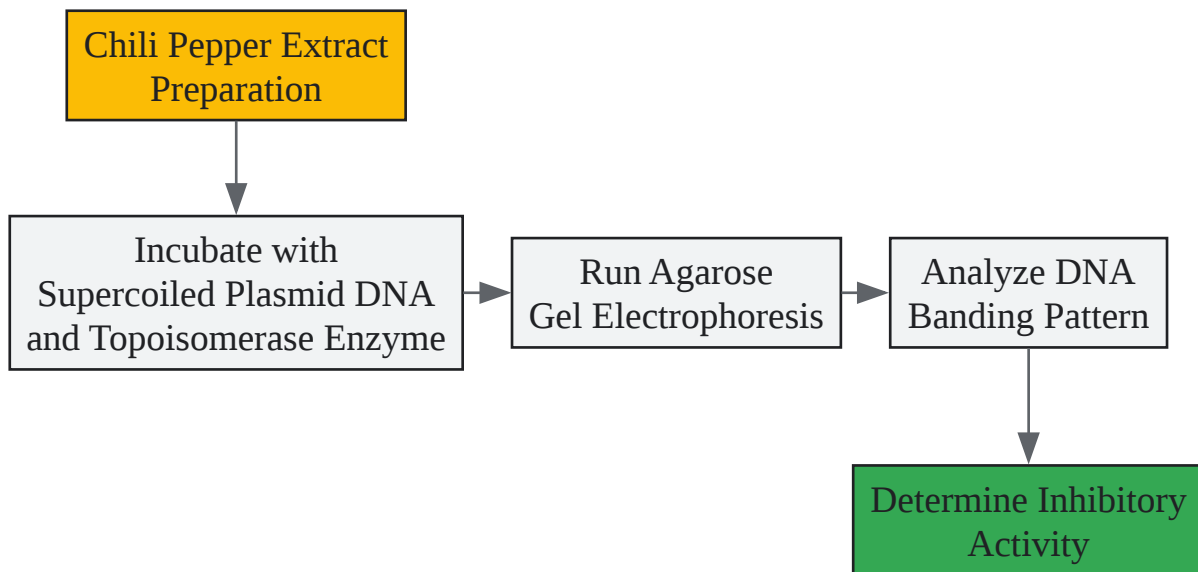 Chili Pepper Extract
Preparation
Incubate with
Supercoiled Plasmid DNA
and Topoisomerase Enzyme
Run Agarose
Gel Electrophoresis
Analyze DNA
Banding Pattern
Determine Inhibitory
Activity